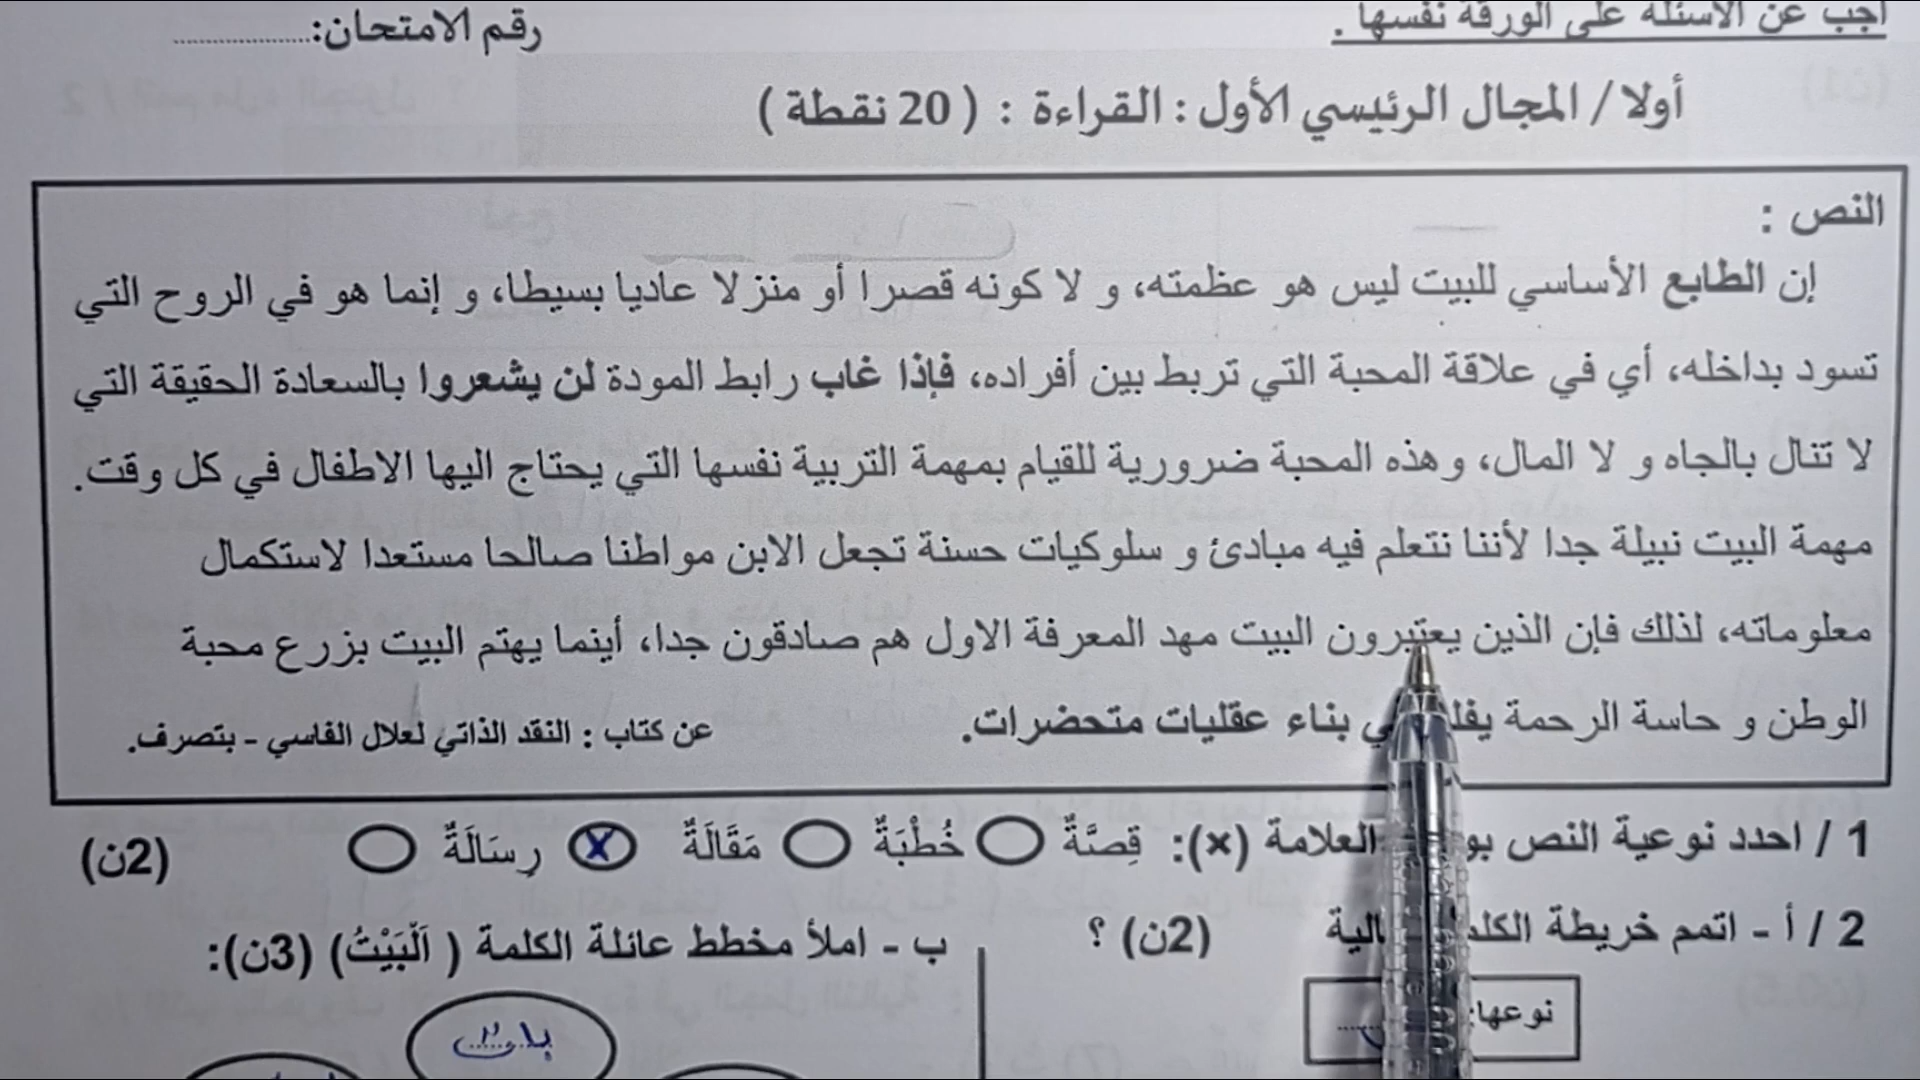 اجب عن الاسئلة على الورقة نفسها . رقم الامتحان:....................
أولا / المجال الرئيسي الأول : القراءة : ( 20 نقطة )
النص :
إن الطابع الأساسي للبيت ليس هو عظمته، و لا كونه قصرا أو منزلا عاديا بسيطا، و إنما هو في الروح التي
تسود بداخله، أي في علاقة المحبة التي تربط بين أفراده، فإذا غاب رابط المودة لن يشعروا بالسعادة الحقيقة التي
لا تنال بالجاه و لا المال، وهذه المحبة ضرورية للقيام بمهمة التربية نفسها التي يحتاج اليها الاطفال في كل وقت.
مهمة البيت نبيلة جدا لأننا نتعلم فيه مبادئ و سلوكيات حسنة تجعل الابن مواطنا صالحا مستعدا لاستكمال
معلوماته، لذلك فإن الذين يعتبرون البيت مهد المعرفة الاول هم صادقون جدا، أينما يهتم البيت بزرع محبة
الوطن و حاسة الرحمة بناء عقليات متحضرات. عن كتاب : النقد الذاتي لعلال الفاسي - بتصرف.
1 / احدد نوعية النص العلامة (×): قِصَّةٌ خُطْبَةٌ مَقَالَةٌ X رِسَالَةٌ (2ن)
2 / أ - اتمم خريطة (2ن) ؟ ب - املأ مخطط عائلة الكلمة ( اَلْبَيْتُ) (3ن):
نوعها: